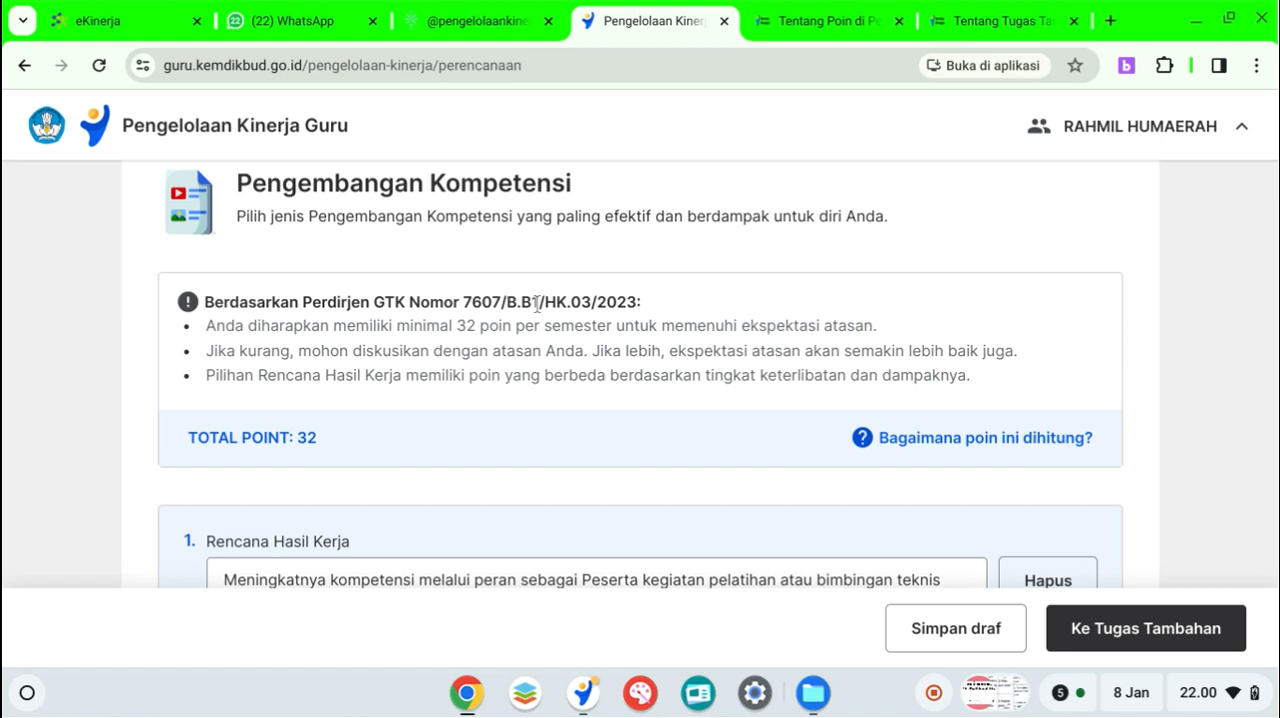 eKinerja
(22) WhatsApp
@pengelolaankine
Pengelolaan Kiner
Tentang Poin di Pe
Tentang Tugas Ta
guru.kemdikbud.go.id/pengelolaan-kinerja/perencanaan
Buka di aplikasi
Pengelolaan Kinerja Guru
RAHMIL HUMAERAH
Pengembangan Kompetensi
Pilih jenis Pengembangan Kompetensi yang paling efektif dan berdampak untuk diri Anda.
Berdasarkan Perdirjen GTK Nomor 7607/B.B1/HK.03/2023:
• Anda diharapkan memiliki minimal 32 poin per semester untuk memenuhi ekspektasi atasan.
• Jika kurang, mohon diskusikan dengan atasan Anda. Jika lebih, ekspektasi atasan akan semakin lebih baik juga.
• Pilihan Rencana Hasil Kerja memiliki poin yang berbeda berdasarkan tingkat keterlibatan dan dampaknya.
TOTAL POINT: 32
Bagaimana poin ini dihitung?
1. Rencana Hasil Kerja
Meningkatnya kompetensi melalui peran sebagai Peserta kegiatan pelatihan atau bimbingan teknis
Hapus
Simpan draf
Ke Tugas Tambahan
5
8 Jan
22.00